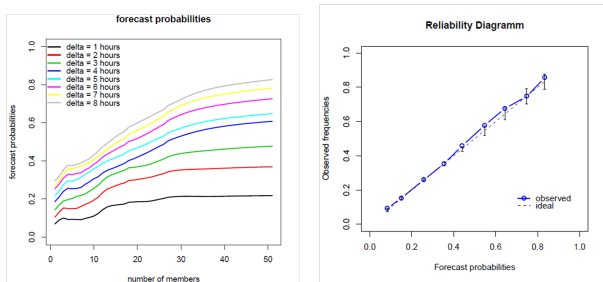 forecast probabilities
delta = 1 hours
delta = 2 hours
delta = 3 hours
delta = 4 hours
delta = 5 hours
delta = 6 hours
delta = 7 hours
delta = 8 hours
forecast probabilities
1.0
0.8
0.6
0.4
0.2
0.0
0 10 20 30 40 50
number of members
Reliability Diagramm
Observed frequencies
1.0
0.8
0.6
0.4
0.2
0.0
observed
ideal
0.0 0.2 0.4 0.6 0.8 1.0
Forecast probabilities